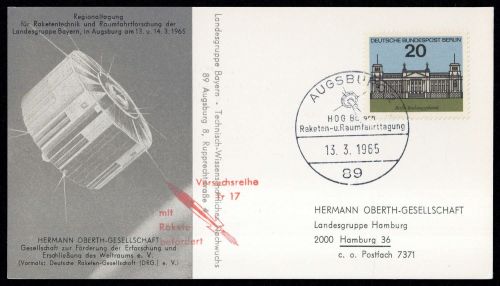 Regionaltagung
für Raketentechnik und Raumfahrtforschung der
Landesgruppe Bayern, in Augsburg am 13. u. 14. 3. 1965
HERMANN OBERTH-GESELLSCHAFT
Gesellschaft zur Förderung der Erforschung und
Erschließung des Weltraums e. V.
(Vormals: Deutsche Raketen-Gesellschaft (DRG.) e. V.)
Landesgruppe Bayern - Technisch-Wissenschaftlicher Nachwuchs
89 Augsburg 8, Rupprechtstraße
Versuchsreihe
17
mit
Rakete
befördert
DEUTSCHE BUNDESPOST BERLIN
20
AUGSBURG
HOG
Raketen-u.Raumfahrttagung
13. 3. 1965
89
HERMANN OBERTH-GESELLSCHAFT
Landesgruppe Hamburg
2000 Hamburg 36
c. o. Postfach 7371